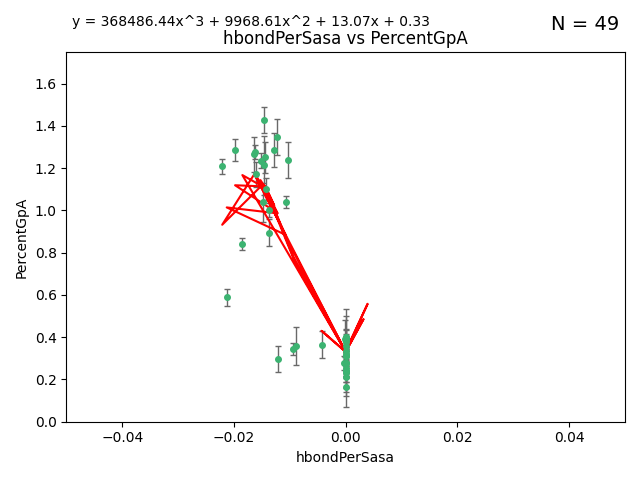 y = 368486.44x^3 + 9968.61x^2 + 13.07x + 0.33
N = 49
hbondPerSasa vs PercentGpA
PercentGpA
1.6
1.4
1.2
1.0
0.8
0.6
0.4
0.2
0.0
−0.04 −0.02 0.00 0.02 0.04
hbondPerSasa